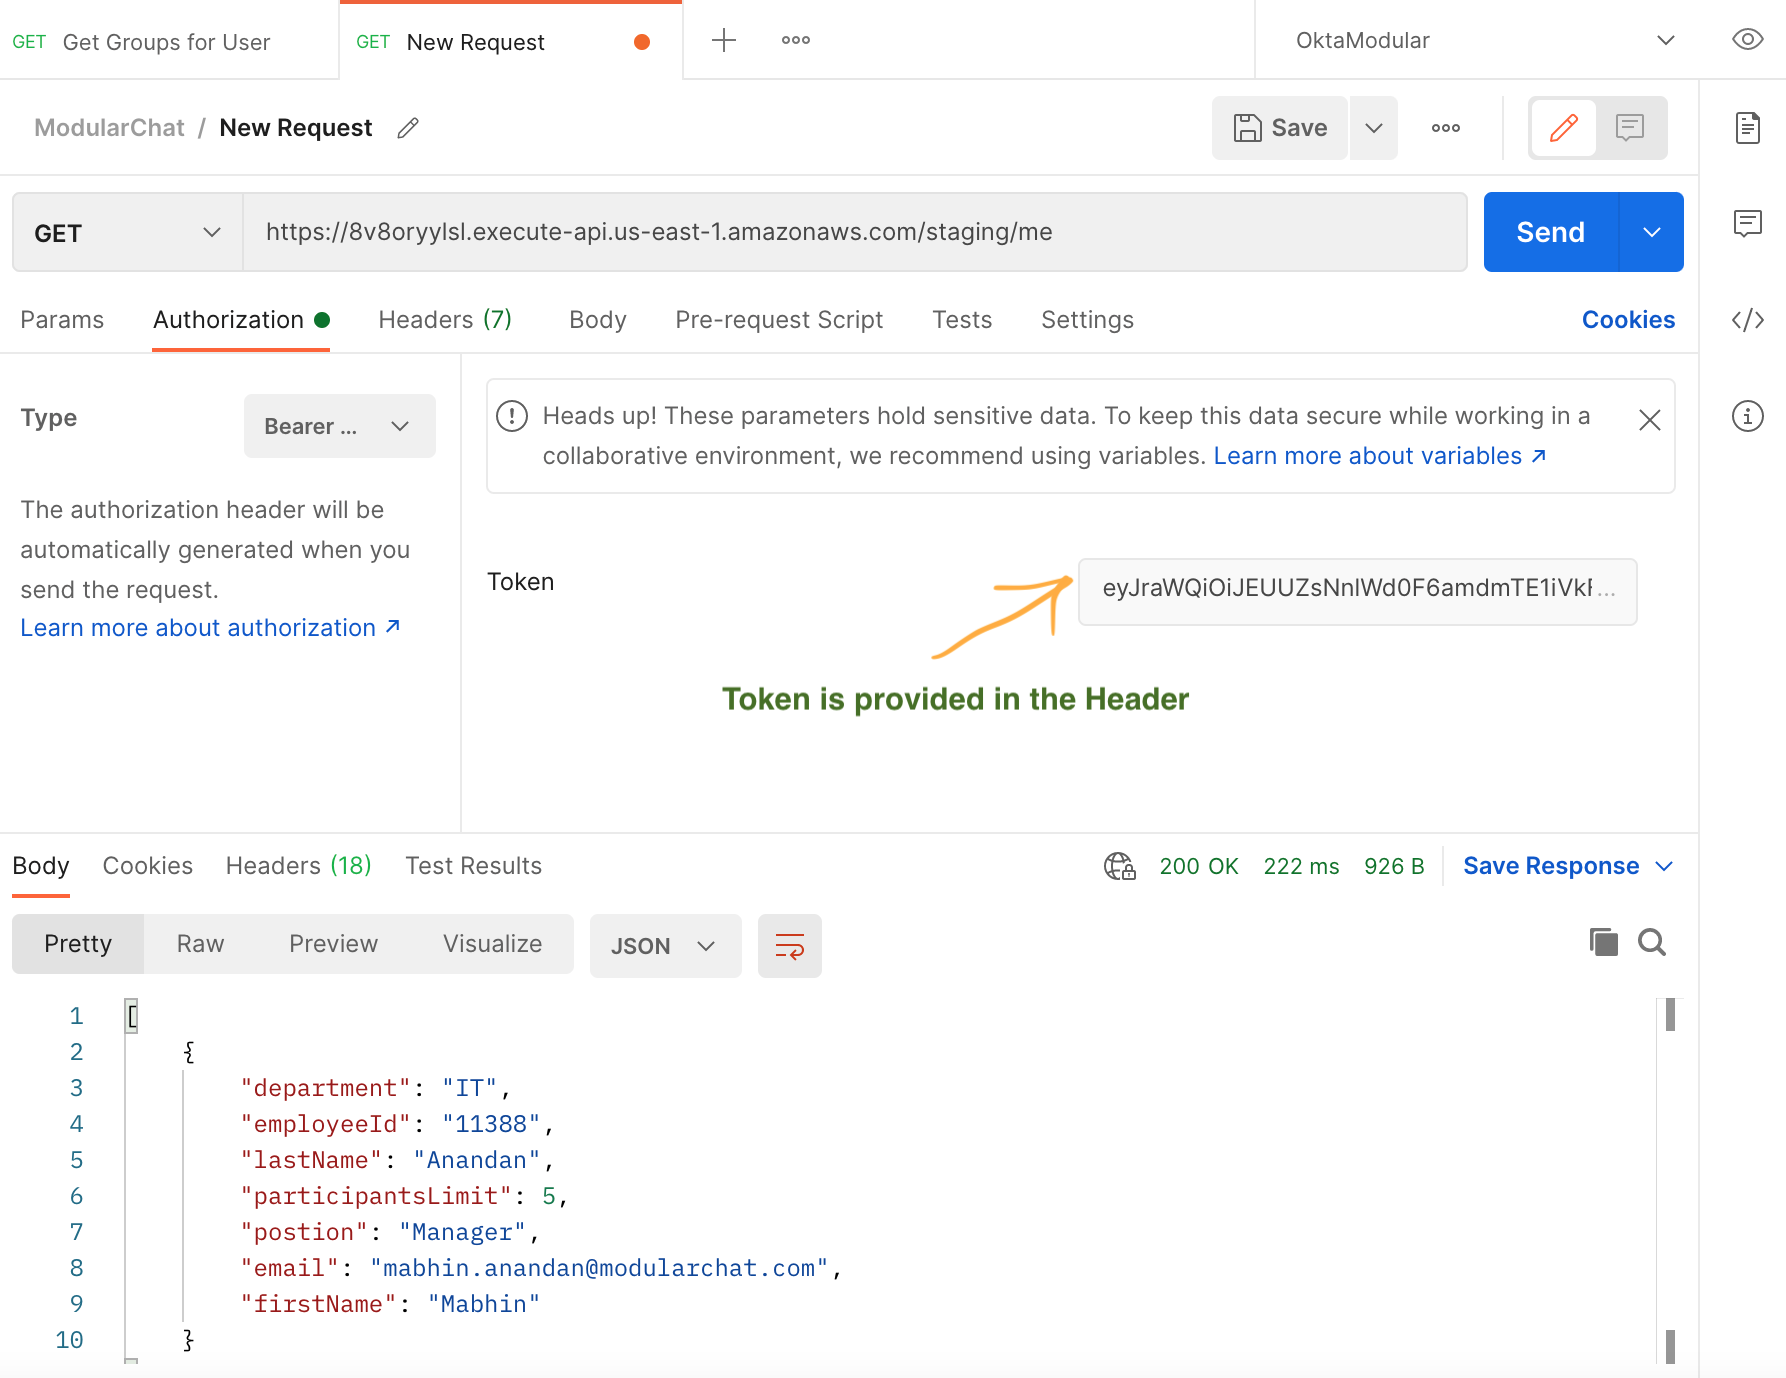 GET Get Groups for User
GET New Request
OktaModular
ModularChat / New Request
Save
GET
https://8v8oryylsl.execute-api.us-east-1.amazonaws.com/staging/me
Send
Params Authorization Headers (7) Body Pre-request Script Tests Settings Cookies
Type
Bearer ...
The authorization header will be
automatically generated when you
send the request.
Learn more about authorization ↗
Heads up! These parameters hold sensitive data. To keep this data secure while working in a
collaborative environment, we recommend using variables. Learn more about variables ↗
Token
eyJraWQiOiJEUUZsNnlWd0F6amdmTE1iVkF...
Token is provided in the Header
Body Cookies Headers (18) Test Results
200 OK 222 ms 926 B Save Response
Pretty Raw Preview Visualize JSON
1 [
2 {
3 "department": "IT",
4 "employeeId": "11388",
5 "lastName": "Anandan",
6 "participantsLimit": 5,
7 "postion": "Manager",
8 "email": "mabhin.anandan@modularchat.com",
9 "firstName": "Mabhin"
10 }